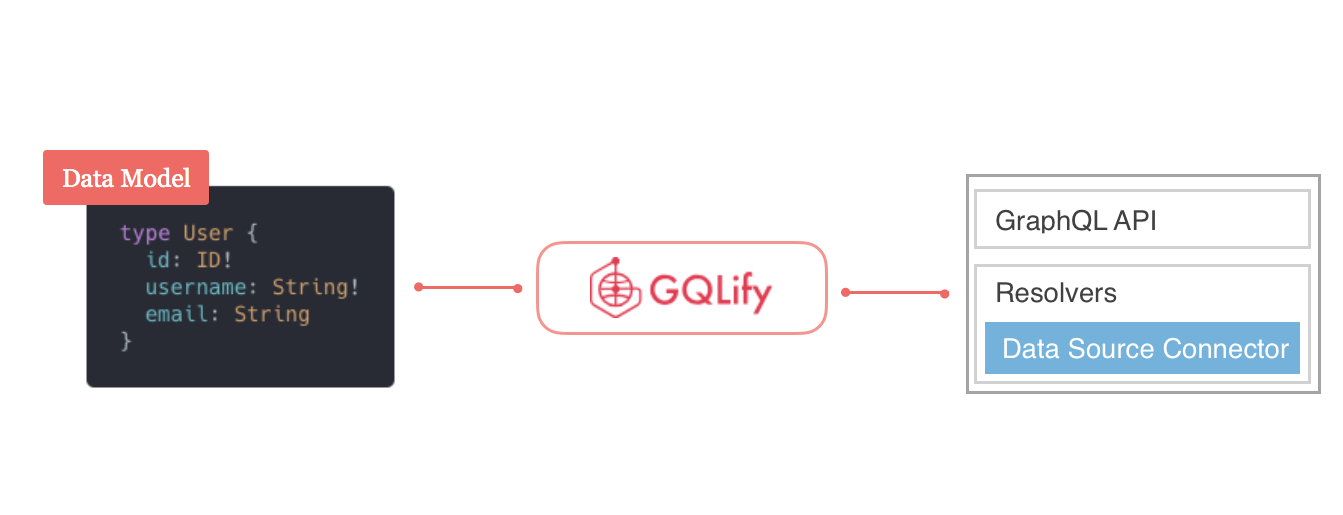 Data Model
type User {
id: ID!
username: String!
email: String
}
GQLify
GraphQL API
Resolvers
Data Source Connector